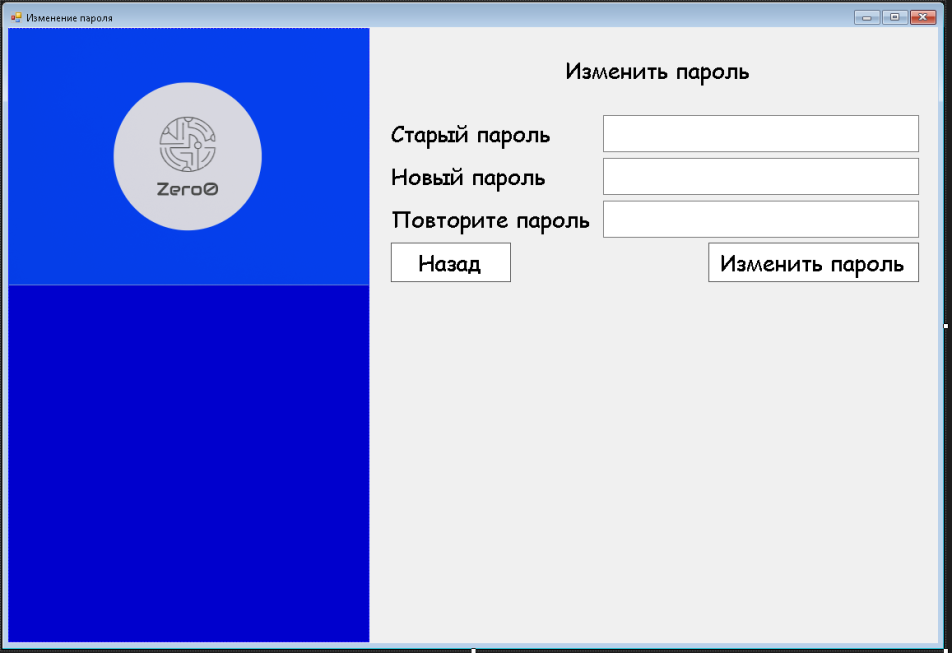 Изменение пароля
Zero0
Изменить пароль
Старый пароль
Новый пароль
Повторите пароль
Назад
Изменить пароль